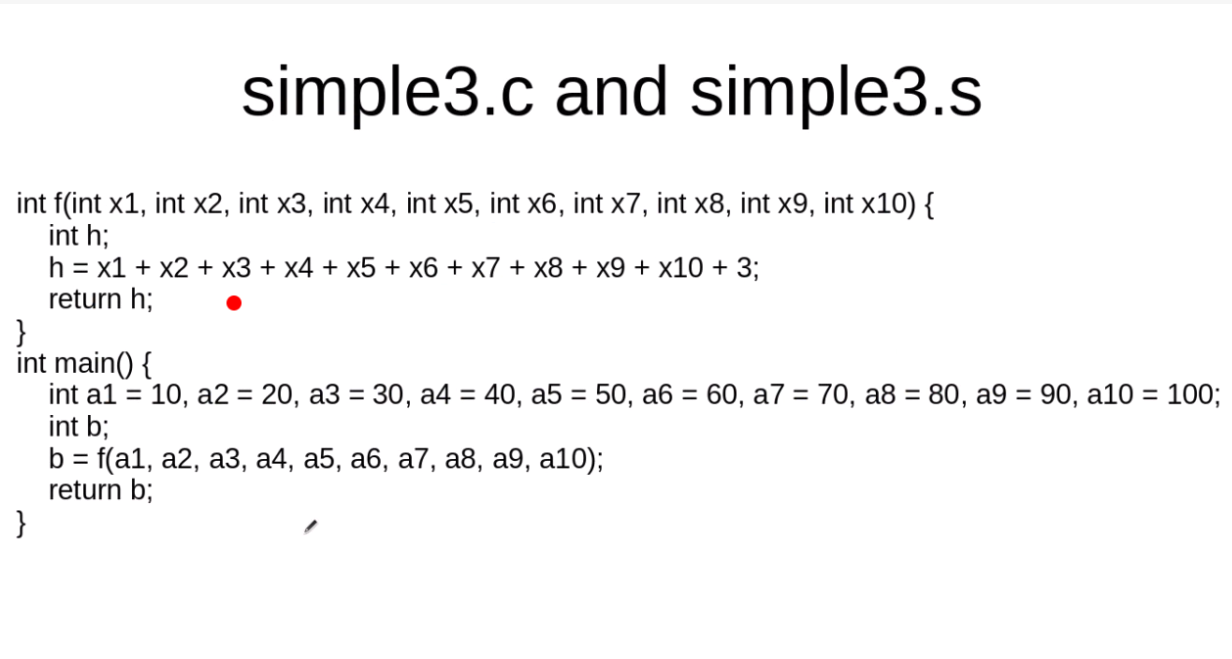 simple3.c and simple3.s
int f(int x1, int x2, int x3, int x4, int x5, int x6, int x7, int x8, int x9, int x10) {
int h;
h = x1 + x2 + x3 + x4 + x5 + x6 + x7 + x8 + x9 + x10 + 3;
return h;
}
int main() {
int a1 = 10, a2 = 20, a3 = 30, a4 = 40, a5 = 50, a6 = 60, a7 = 70, a8 = 80, a9 = 90, a10 = 100;
int b;
b = f(a1, a2, a3, a4, a5, a6, a7, a8, a9, a10);
return b;
}